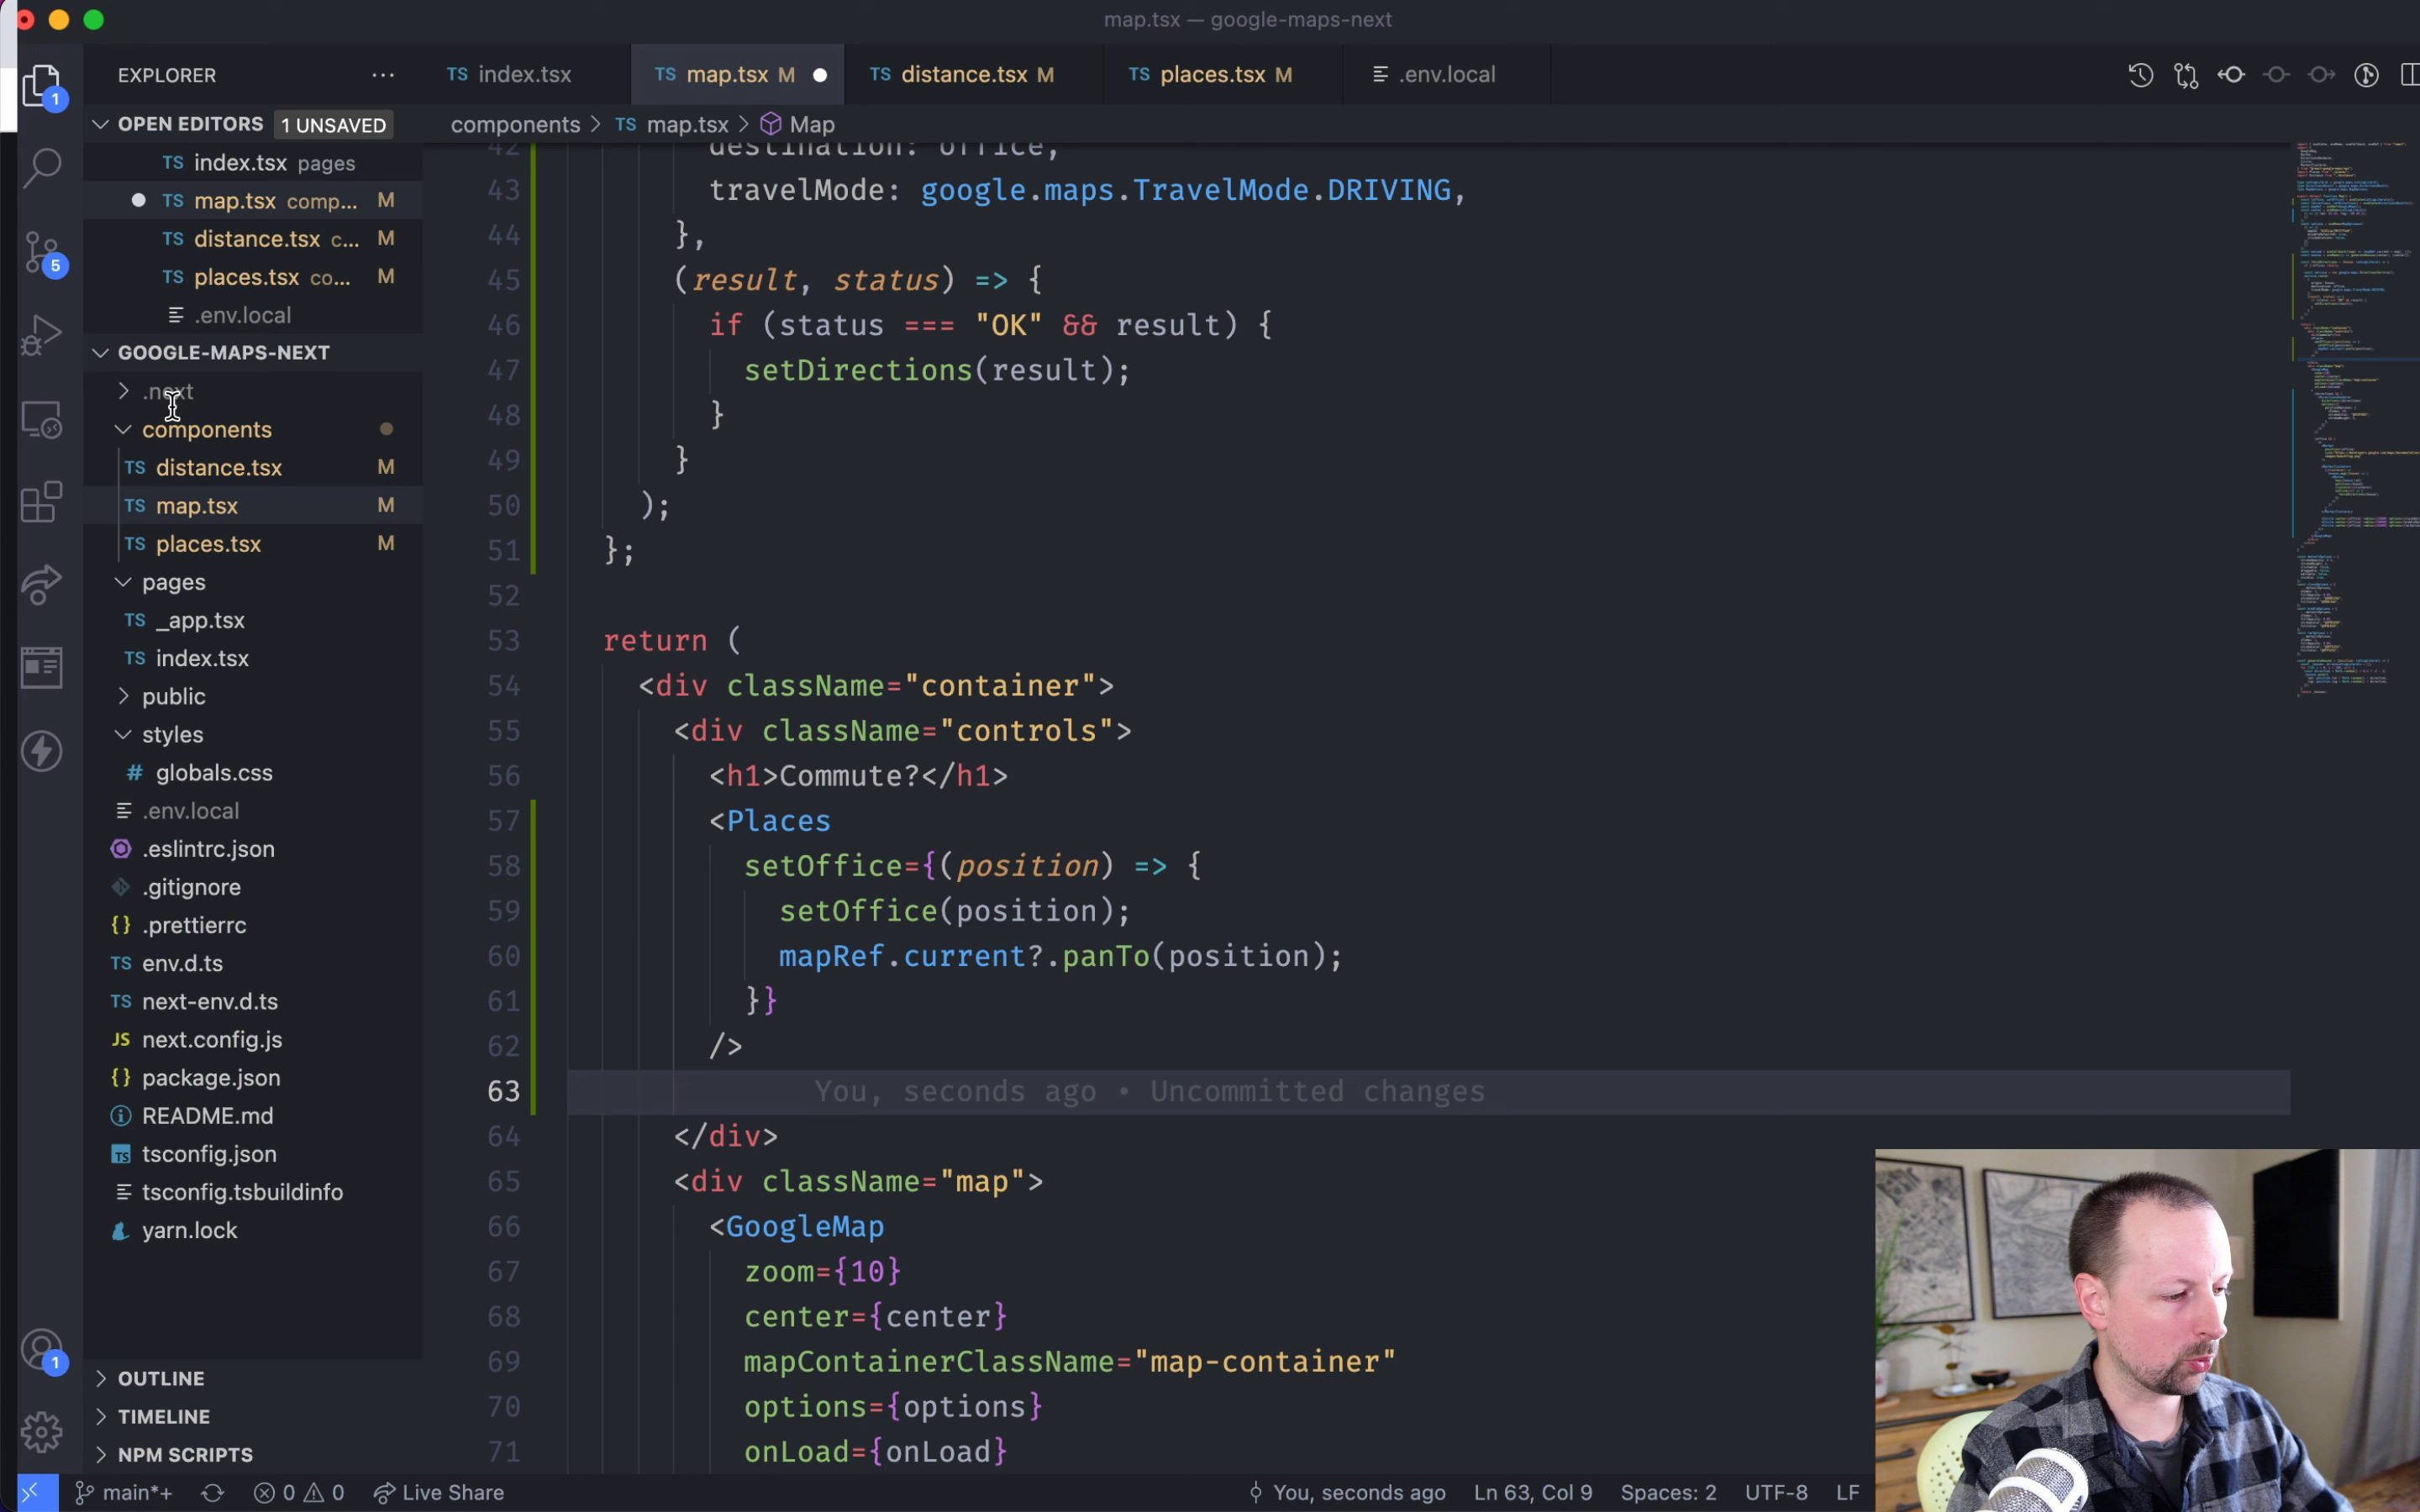 map.tsx — google-maps-next
EXPLORER ···
TS index.tsx
TS map.tsx M
TS distance.tsx M
TS places.tsx M
.env.local
1
OPEN EDITORS 1 UNSAVED
components > TS map.tsx > Map
TS index.tsx pages
TS map.tsx comp... M
TS distance.tsx c... M
TS places.tsx co... M
.env.local
5
GOOGLE-MAPS-NEXT
.next
components
TS distance.tsx M
TS map.tsx M
TS places.tsx M
pages
TS _app.tsx
TS index.tsx
public
styles
# globals.css
.env.local
.eslintrc.json
.gitignore
{} .prettierrc
TS env.d.ts
TS next-env.d.ts
JS next.config.js
{} package.json
README.md
TS tsconfig.json
tsconfig.tsbuildinfo
yarn.lock
1
OUTLINE
TIMELINE
NPM SCRIPTS
42 destination: office,
43 travelMode: google.maps.TravelMode.DRIVING,
44 },
45 (result, status) => {
46 if (status === "OK" && result) {
47 setDirections(result);
48 }
49 }
50 );
51 };
52
53 return (
54 <div className="container">
55 <div className="controls">
56 <h1>Commute?</h1>
57 <Places
58 setOffice={(position) => {
59 setOffice(position);
60 mapRef.current?.panTo(position);
61 }}
62 />
63 You, seconds ago • Uncommitted changes
64 </div>
65 <div className="map">
66 <GoogleMap
67 zoom={10}
68 center={center}
69 mapContainerClassName="map-container"
70 options={options}
71 onLoad={onLoad}
main*+ 0 0 Live Share You, seconds ago Ln 63, Col 9 Spaces: 2 UTF-8 LF